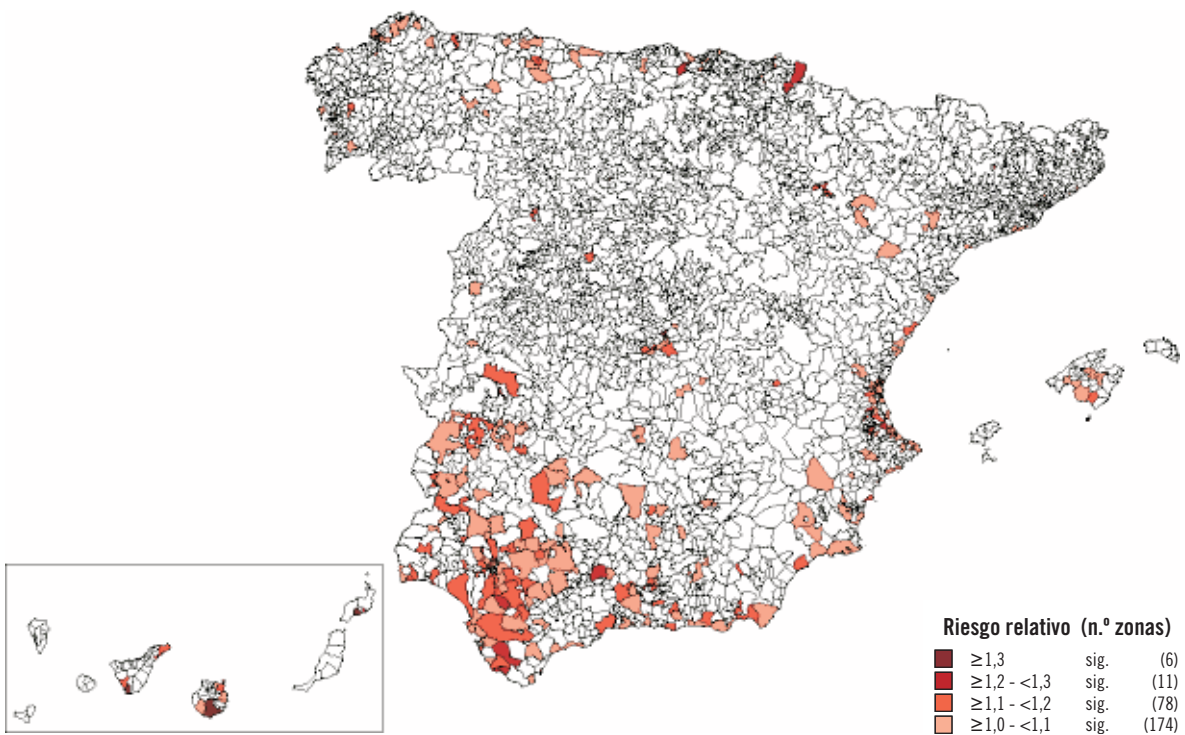 Riesgo relativo (n.º zonas)
≥1,3 sig. (6)
≥1,2 - <1,3 sig. (11)
≥1,1 - <1,2 sig. (78)
≥1,0 - <1,1 sig. (174)